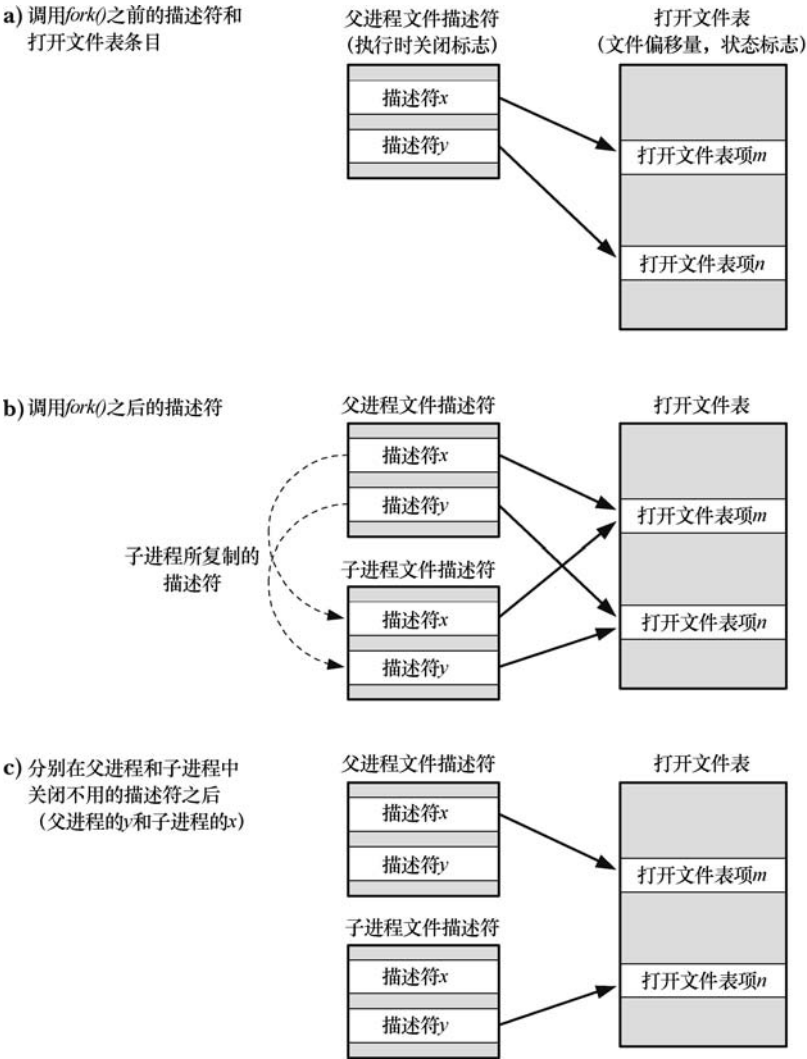 a) 调用fork()之前的描述符和
打开文件表条目
父进程文件描述符
(执行时关闭标志)
打开文件表
(文件偏移量，状态标志)
描述符x
描述符y
打开文件表项m
打开文件表项n
b) 调用fork()之后的描述符
父进程文件描述符
打开文件表
描述符x
描述符y
子进程所复制的
描述符
子进程文件描述符
描述符x
描述符y
打开文件表项m
打开文件表项n
c) 分别在父进程和子进程中
关闭不用的描述符之后
（父进程的y和子进程的x）
父进程文件描述符
打开文件表
描述符x
描述符y
子进程文件描述符
描述符x
描述符y
打开文件表项m
打开文件表项n